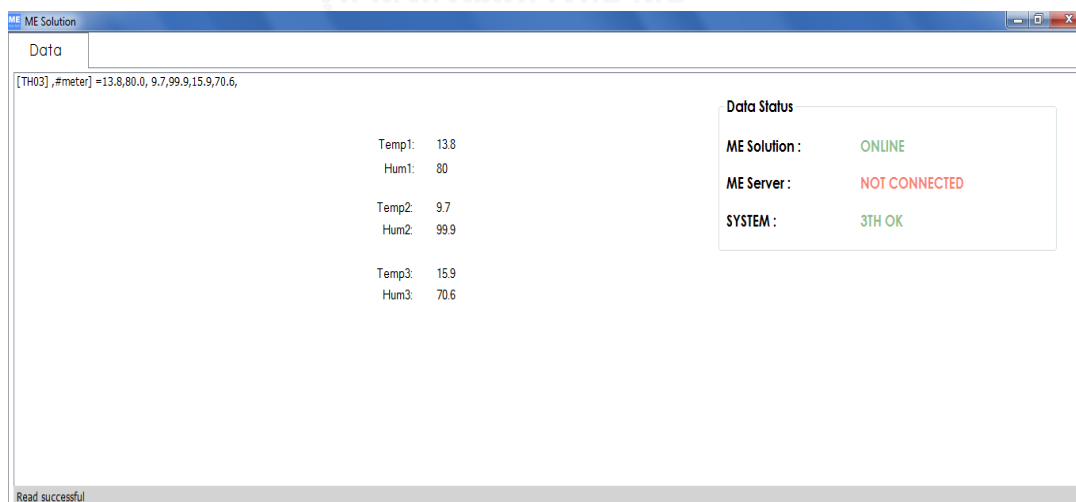 ME ME Solution
Data
[TH03] ,#meter] =13.8,80.0, 9.7,99.9,15.9,70.6,
Temp1: 13.8
Hum1: 80
Temp2: 9.7
Hum2: 99.9
Temp3: 15.9
Hum3: 70.6
Data Status
ME Solution : ONLINE
ME Server : NOT CONNECTED
SYSTEM : 3TH OK
Read successful